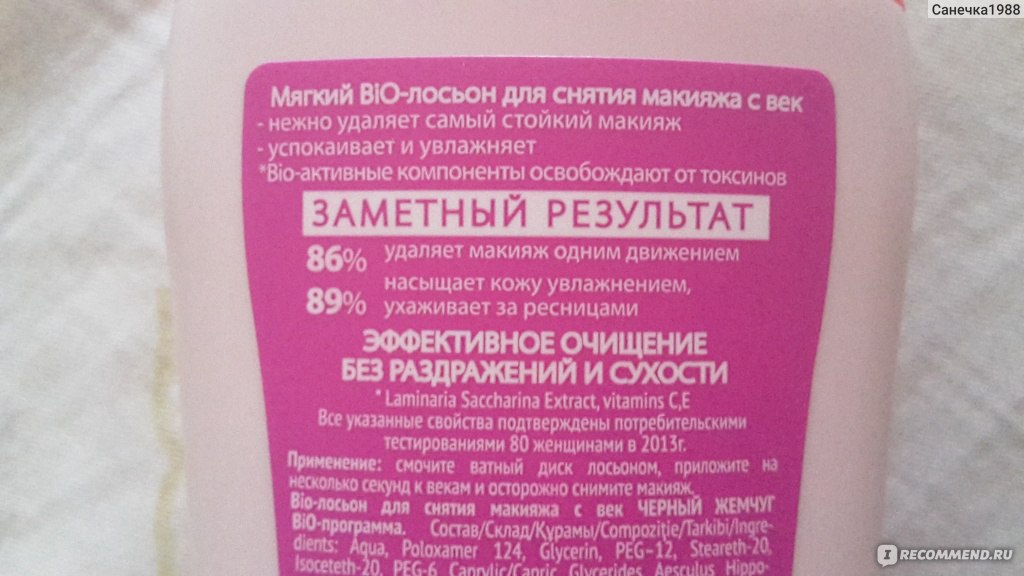 Санечка1988
Мягкий BiO-лосьон для снятия макияжа с век
- нежно удаляет самый стойкий макияж
- успокаивает и увлажняет
*Bio-активные компоненты освобождают от токсинов
ЗАМЕТНЫЙ РЕЗУЛЬТАТ
86% удаляет макияж одним движением
89% насыщает кожу увлажнением,
ухаживает за ресницами
ЭФФЕКТИВНОЕ ОЧИЩЕНИЕ
БЕЗ РАЗДРАЖЕНИЙ И СУХОСТИ
* Laminaria Saccharina Extract, vitamins C,E
Все указанные свойства подтверждены потребительскими
тестированиями 80 женщинами в 2013г.
Применение: смочите ватный диск лосьоном, приложите на
несколько секунд к векам и осторожно снимите макияж.
Bio-лосьон для снятия макияжа с век ЧЕРНЫЙ ЖЕМЧУГ
BiO-программа. Состав/Склад/Құрамы/Compoziţie/Tarkibi/Ingre-
dients: Aqua, Poloxamer 124, Glycerin, PEG-12, Steareth-20,
Isoceteth-20, PEG-6 Caprylic/Capric Glycerides, Aesculus Hippo-
IRECOMMEND.RU